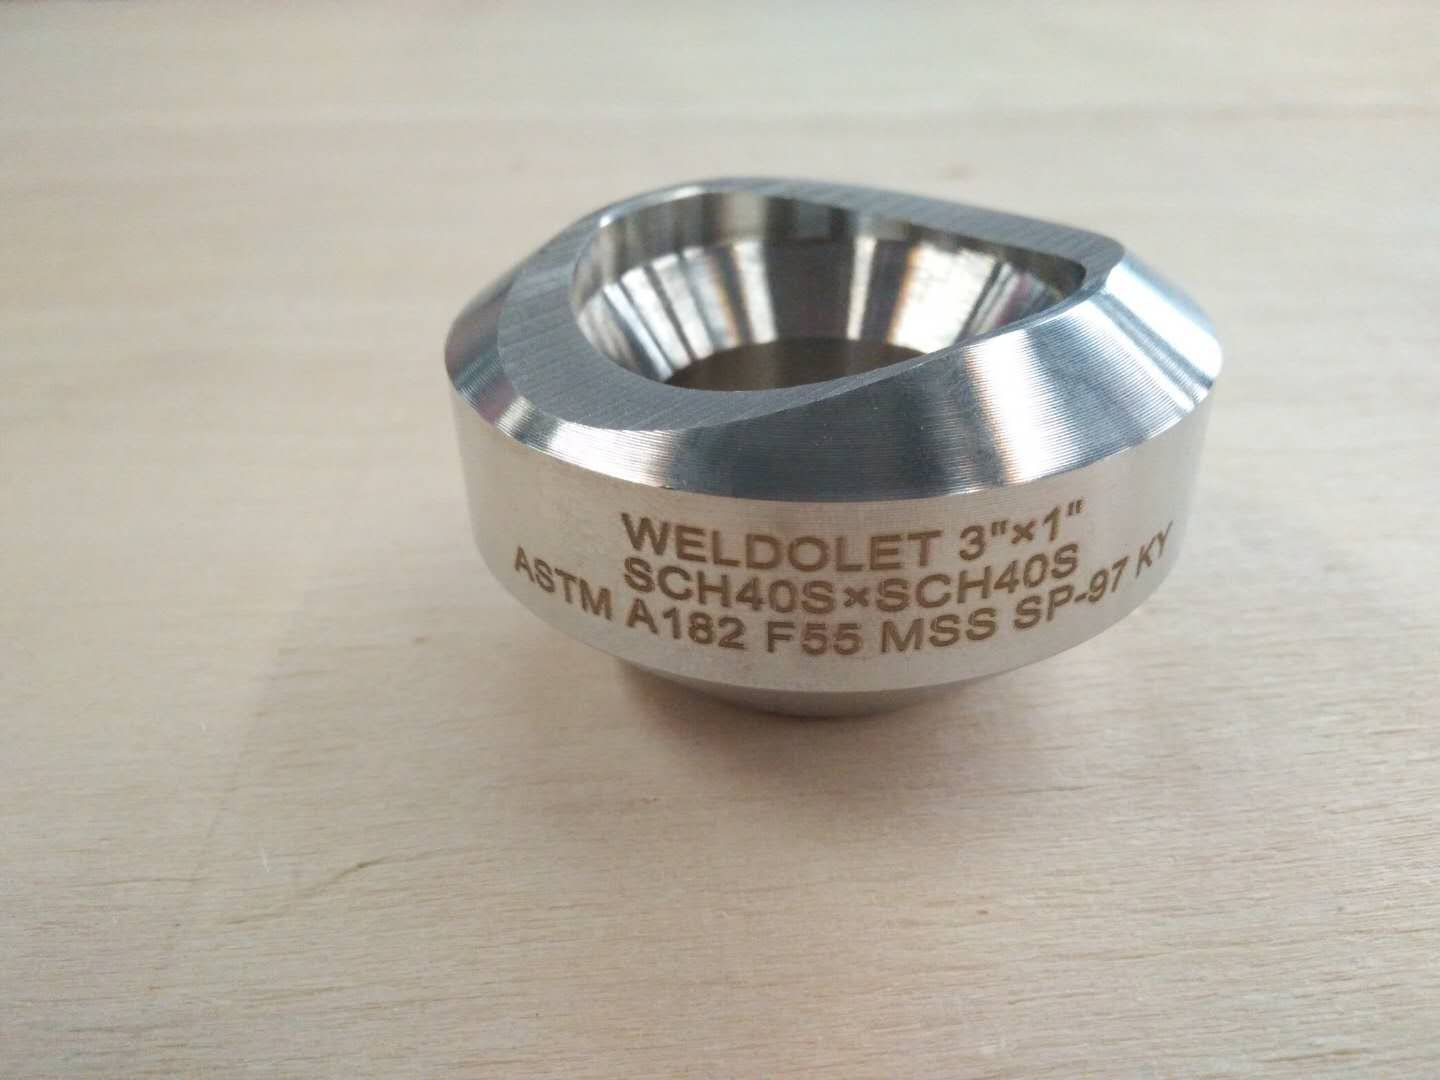 WELDOLET 3"×1"
SCH40S×SCH40S
ASTM A182 F55 MSS SP-97 KY